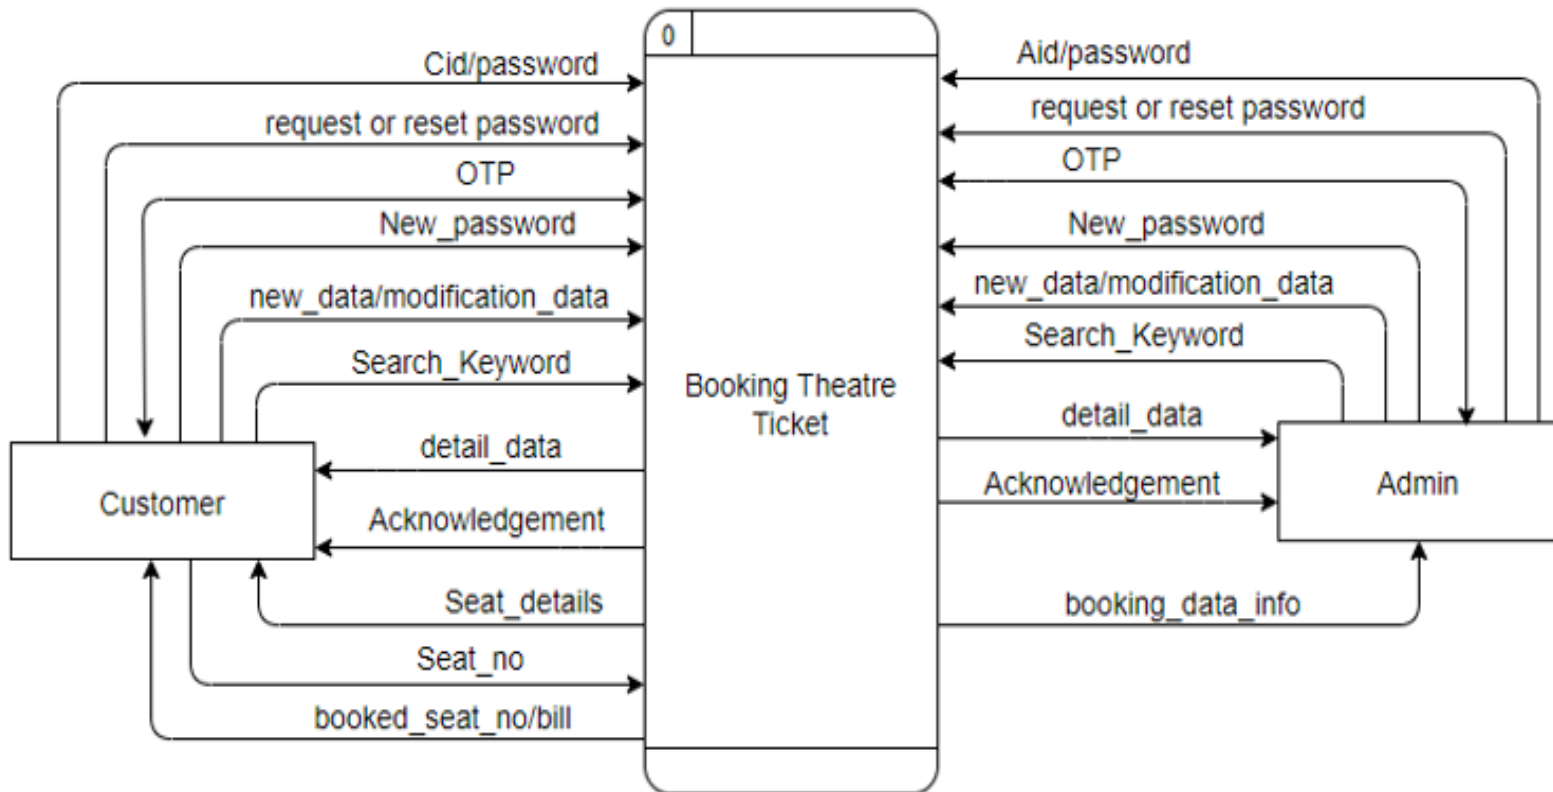 0
Cid/password
request or reset password
OTP
New_password
new_data/modification_data
Search_Keyword
detail_data
Customer
Acknowledgement
Seat_details
Seat_no
booked_seat_no/bill
Booking Theatre
Ticket
Aid/password
request or reset password
OTP
New_password
new_data/modification_data
Search_Keyword
detail_data
Acknowledgement
Admin
booking_data_info